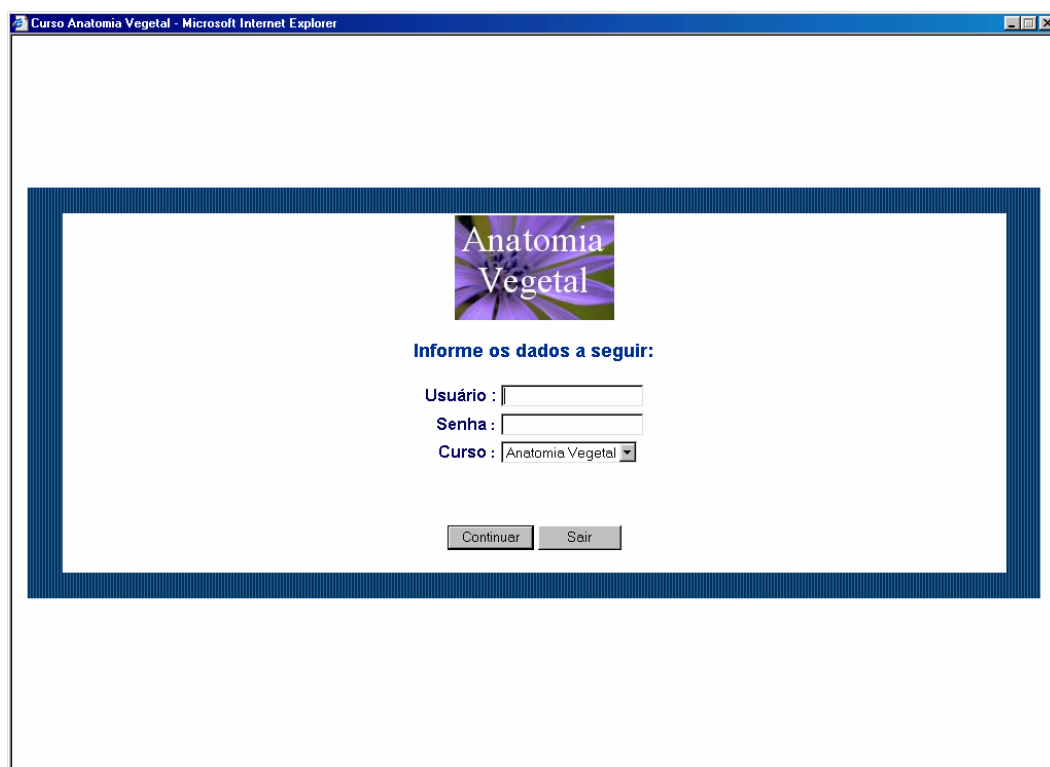 Curso Anatomia Vegetal - Microsoft Internet Explorer
Anatomia
Vegetal
Informe os dados a seguir:
Usuário :
Senha :
Curso : Anatomia Vegetal
Continuar Sair